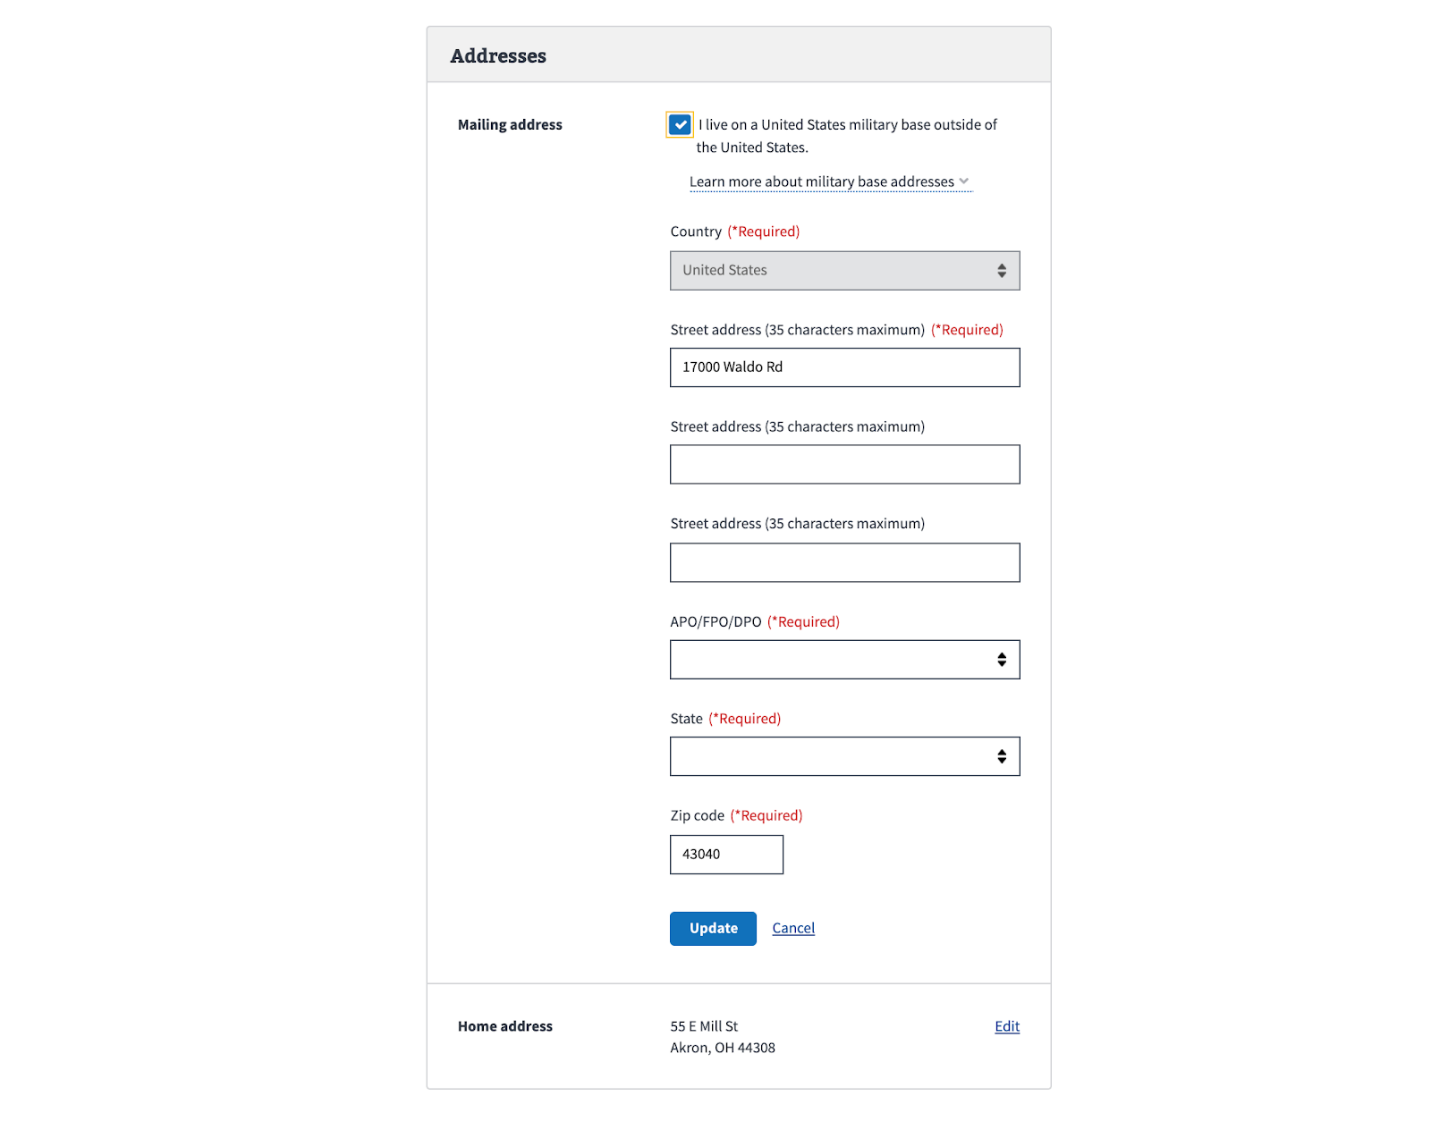 Addresses
Mailing address
I live on a United States military base outside of
the United States.
Learn more about military base addresses
Country (*Required)
United States
Street address (35 characters maximum) (*Required)
17000 Waldo Rd
Street address (35 characters maximum)
Street address (35 characters maximum)
APO/FPO/DPO (*Required)
State (*Required)
Zip code (*Required)
43040
Update Cancel
Home address
55 E Mill St
Akron, OH 44308
Edit